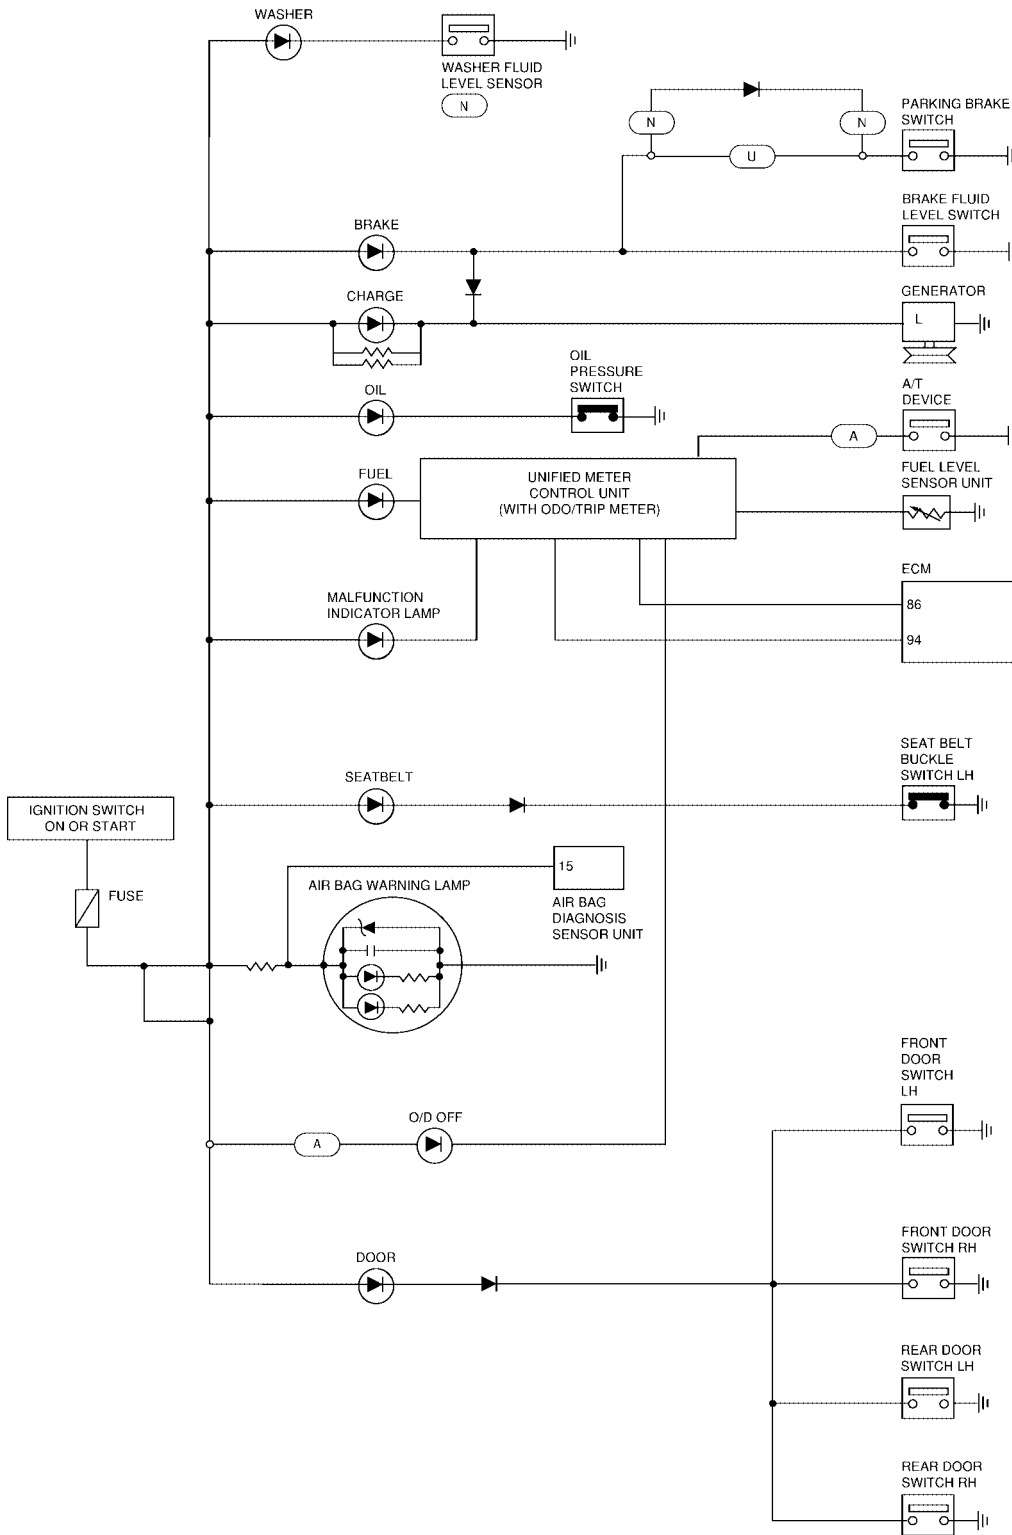 WASHER
WASHER FLUID
LEVEL SENSOR
N
N
N
U
PARKING BRAKE
SWITCH
BRAKE FLUID
LEVEL SWITCH
BRAKE
CHARGE
GENERATOR
L
OIL
PRESSURE
SWITCH
OIL
A/T
DEVICE
A
FUEL
UNIFIED METER
CONTROL UNIT
(WITH ODO/TRIP METER)
FUEL LEVEL
SENSOR UNIT
ECM
86
94
MALFUNCTION
INDICATOR LAMP
SEAT BELT
BUCKLE
SWITCH LH
SEATBELT
IGNITION SWITCH
ON OR START
FUSE
15
AIR BAG
DIAGNOSIS
SENSOR UNIT
AIR BAG WARNING LAMP
FRONT
DOOR
SWITCH
LH
O/D OFF
A
FRONT DOOR
SWITCH RH
DOOR
REAR DOOR
SWITCH LH
REAR DOOR
SWITCH RH